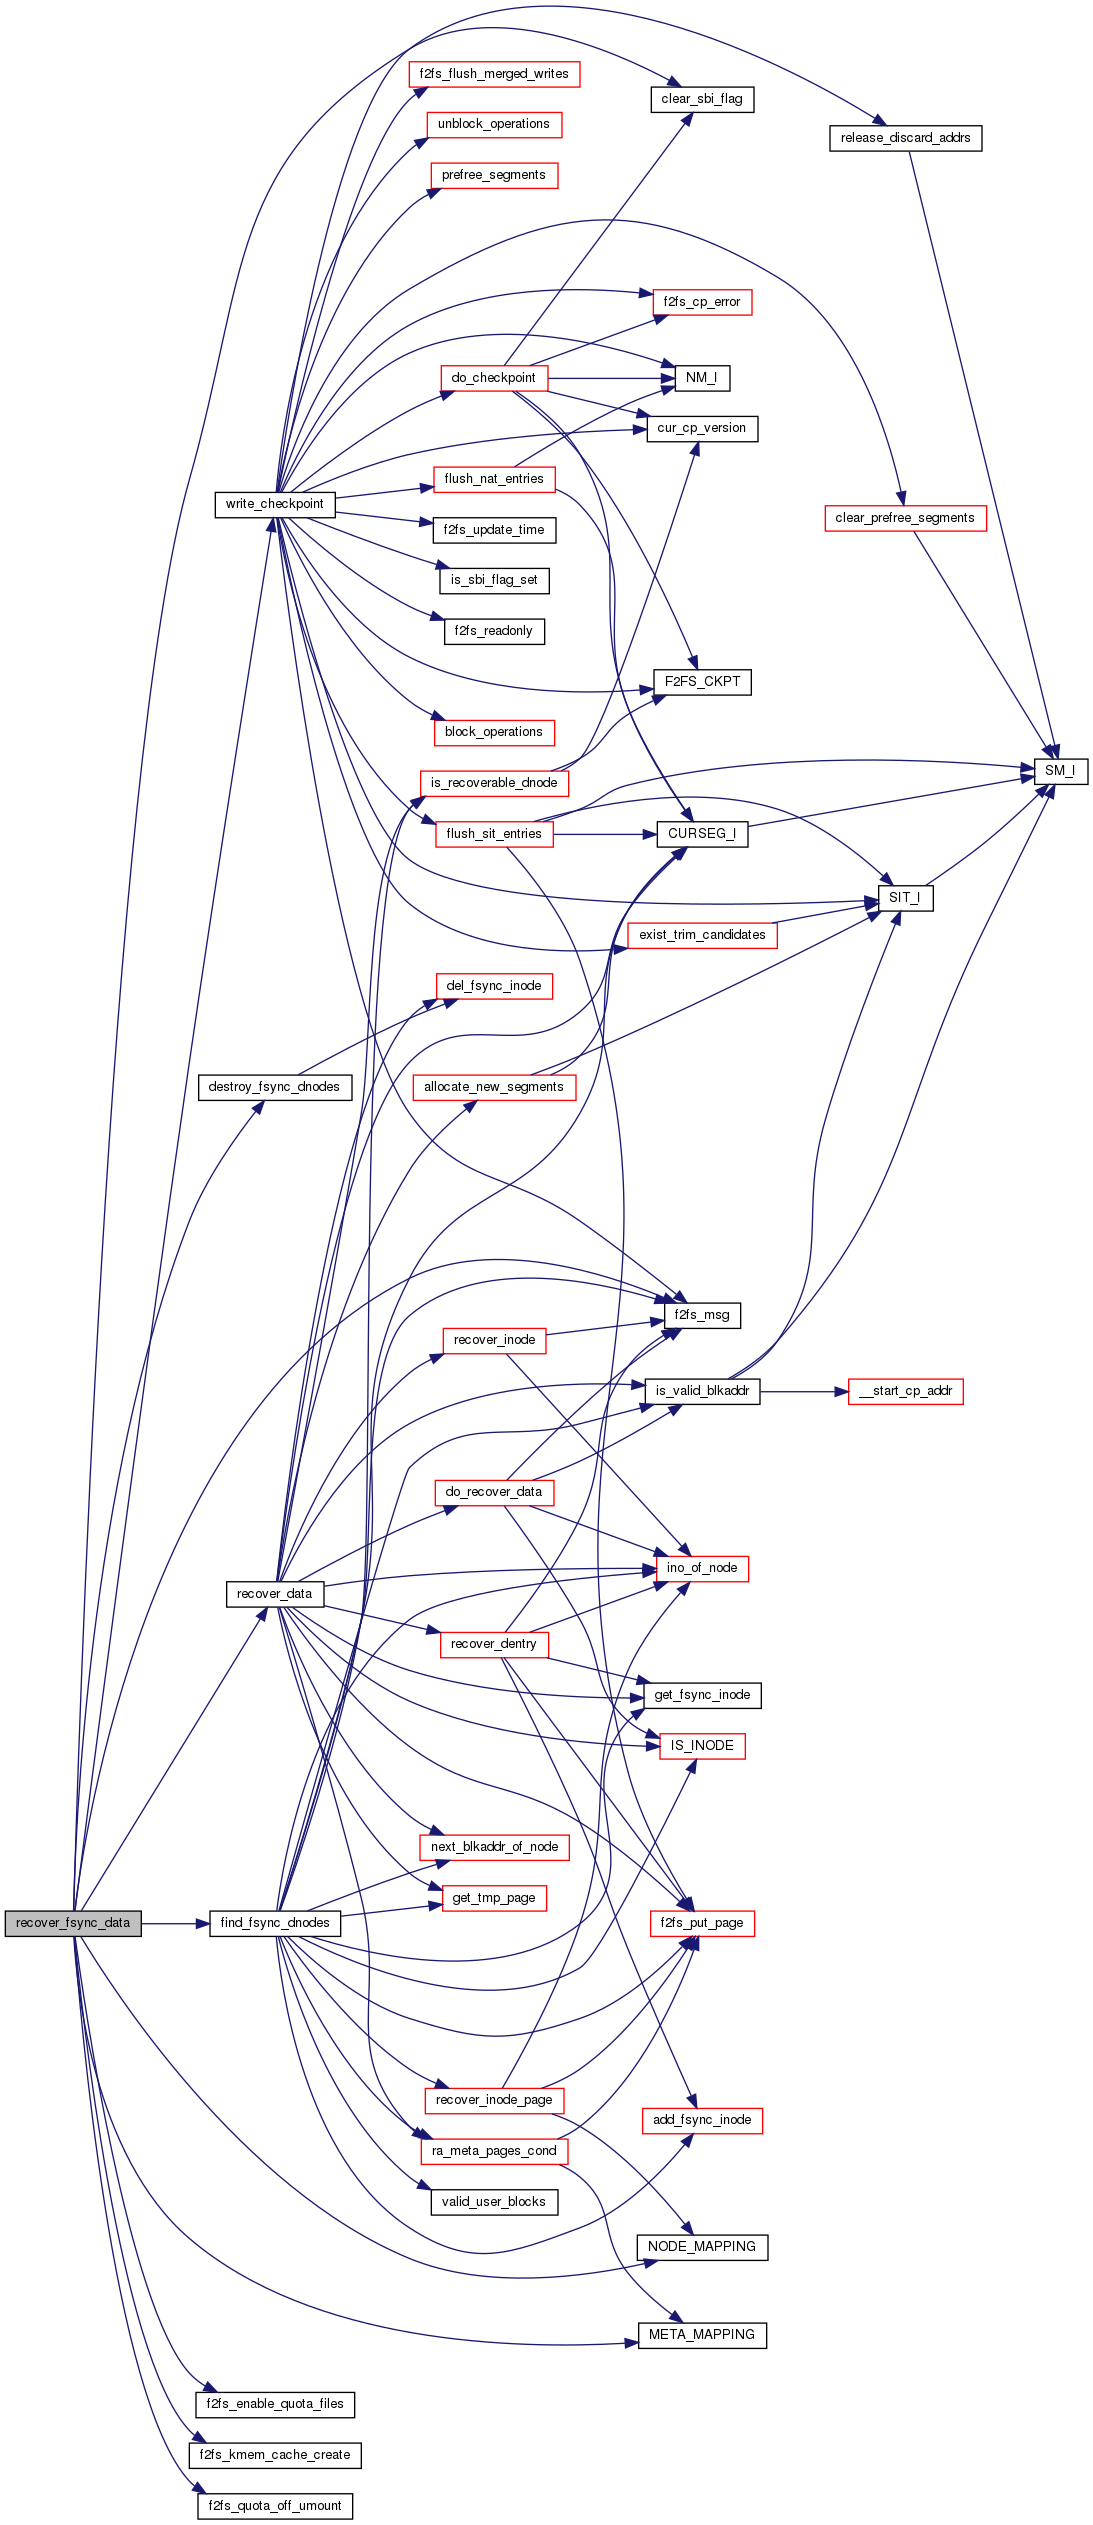 f2fs_flush_merged_writes
clear_sbi_flag
unblock_operations
release_discard_addrs
prefree_segments
f2fs_cp_error
do_checkpoint
NM_I
cur_cp_version
flush_nat_entries
write_checkpoint
clear_prefree_segments
f2fs_update_time
is_sbi_flag_set
f2fs_readonly
F2FS_CKPT
block_operations
SM_I
is_recoverable_dnode
flush_sit_entries
CURSEG_I
SIT_I
exist_trim_candidates
del_fsync_inode
destroy_fsync_dnodes
allocate_new_segments
f2fs_msg
recover_inode
is_valid_blkaddr
__start_cp_addr
do_recover_data
ino_of_node
recover_data
recover_dentry
get_fsync_inode
IS_INODE
next_blkaddr_of_node
get_tmp_page
recover_fsync_data
find_fsync_dnodes
f2fs_put_page
recover_inode_page
add_fsync_inode
ra_meta_pages_cond
valid_user_blocks
NODE_MAPPING
META_MAPPING
f2fs_enable_quota_files
f2fs_kmem_cache_create
f2fs_quota_off_umount